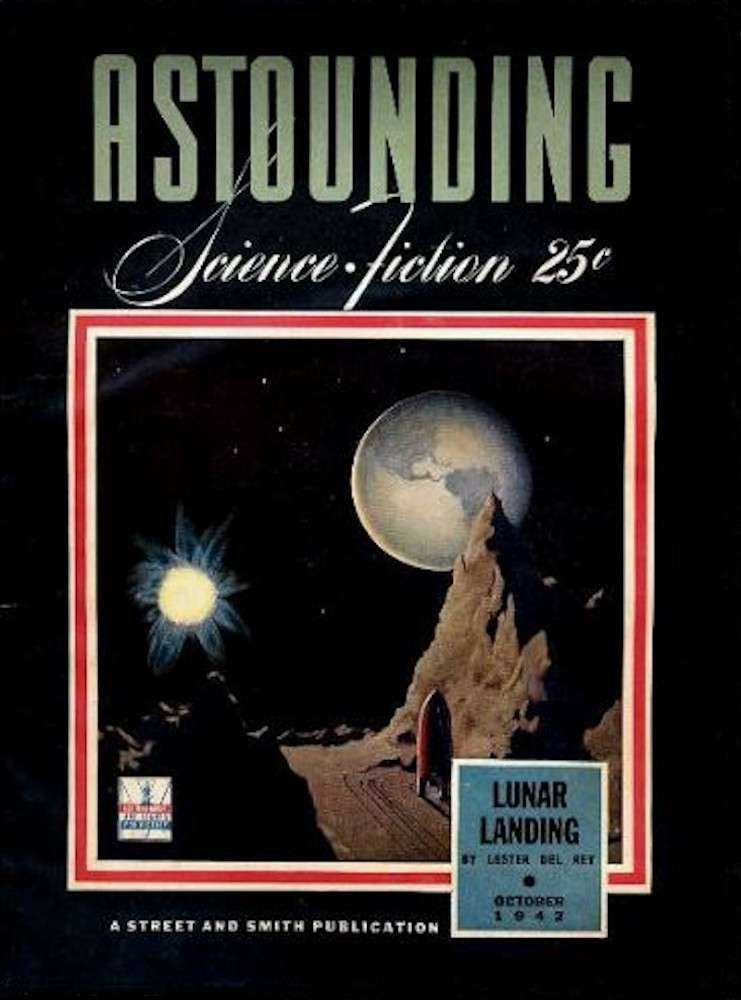 ASTOUNDING
Science·Fiction 25c
LUNAR
LANDING
BY LESTER DEL REY
OCTOBER
1942
A STREET AND SMITH PUBLICATION